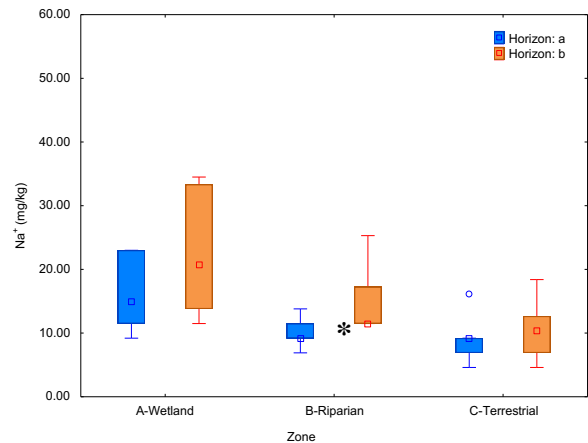 60.00
Horizon: a
Horizon: b
50.00
40.00
30.00
20.00
10.00
0.00
Na⁺ (mg/kg)
*
A-Wetland B-Riparian C-Terrestrial
Zone